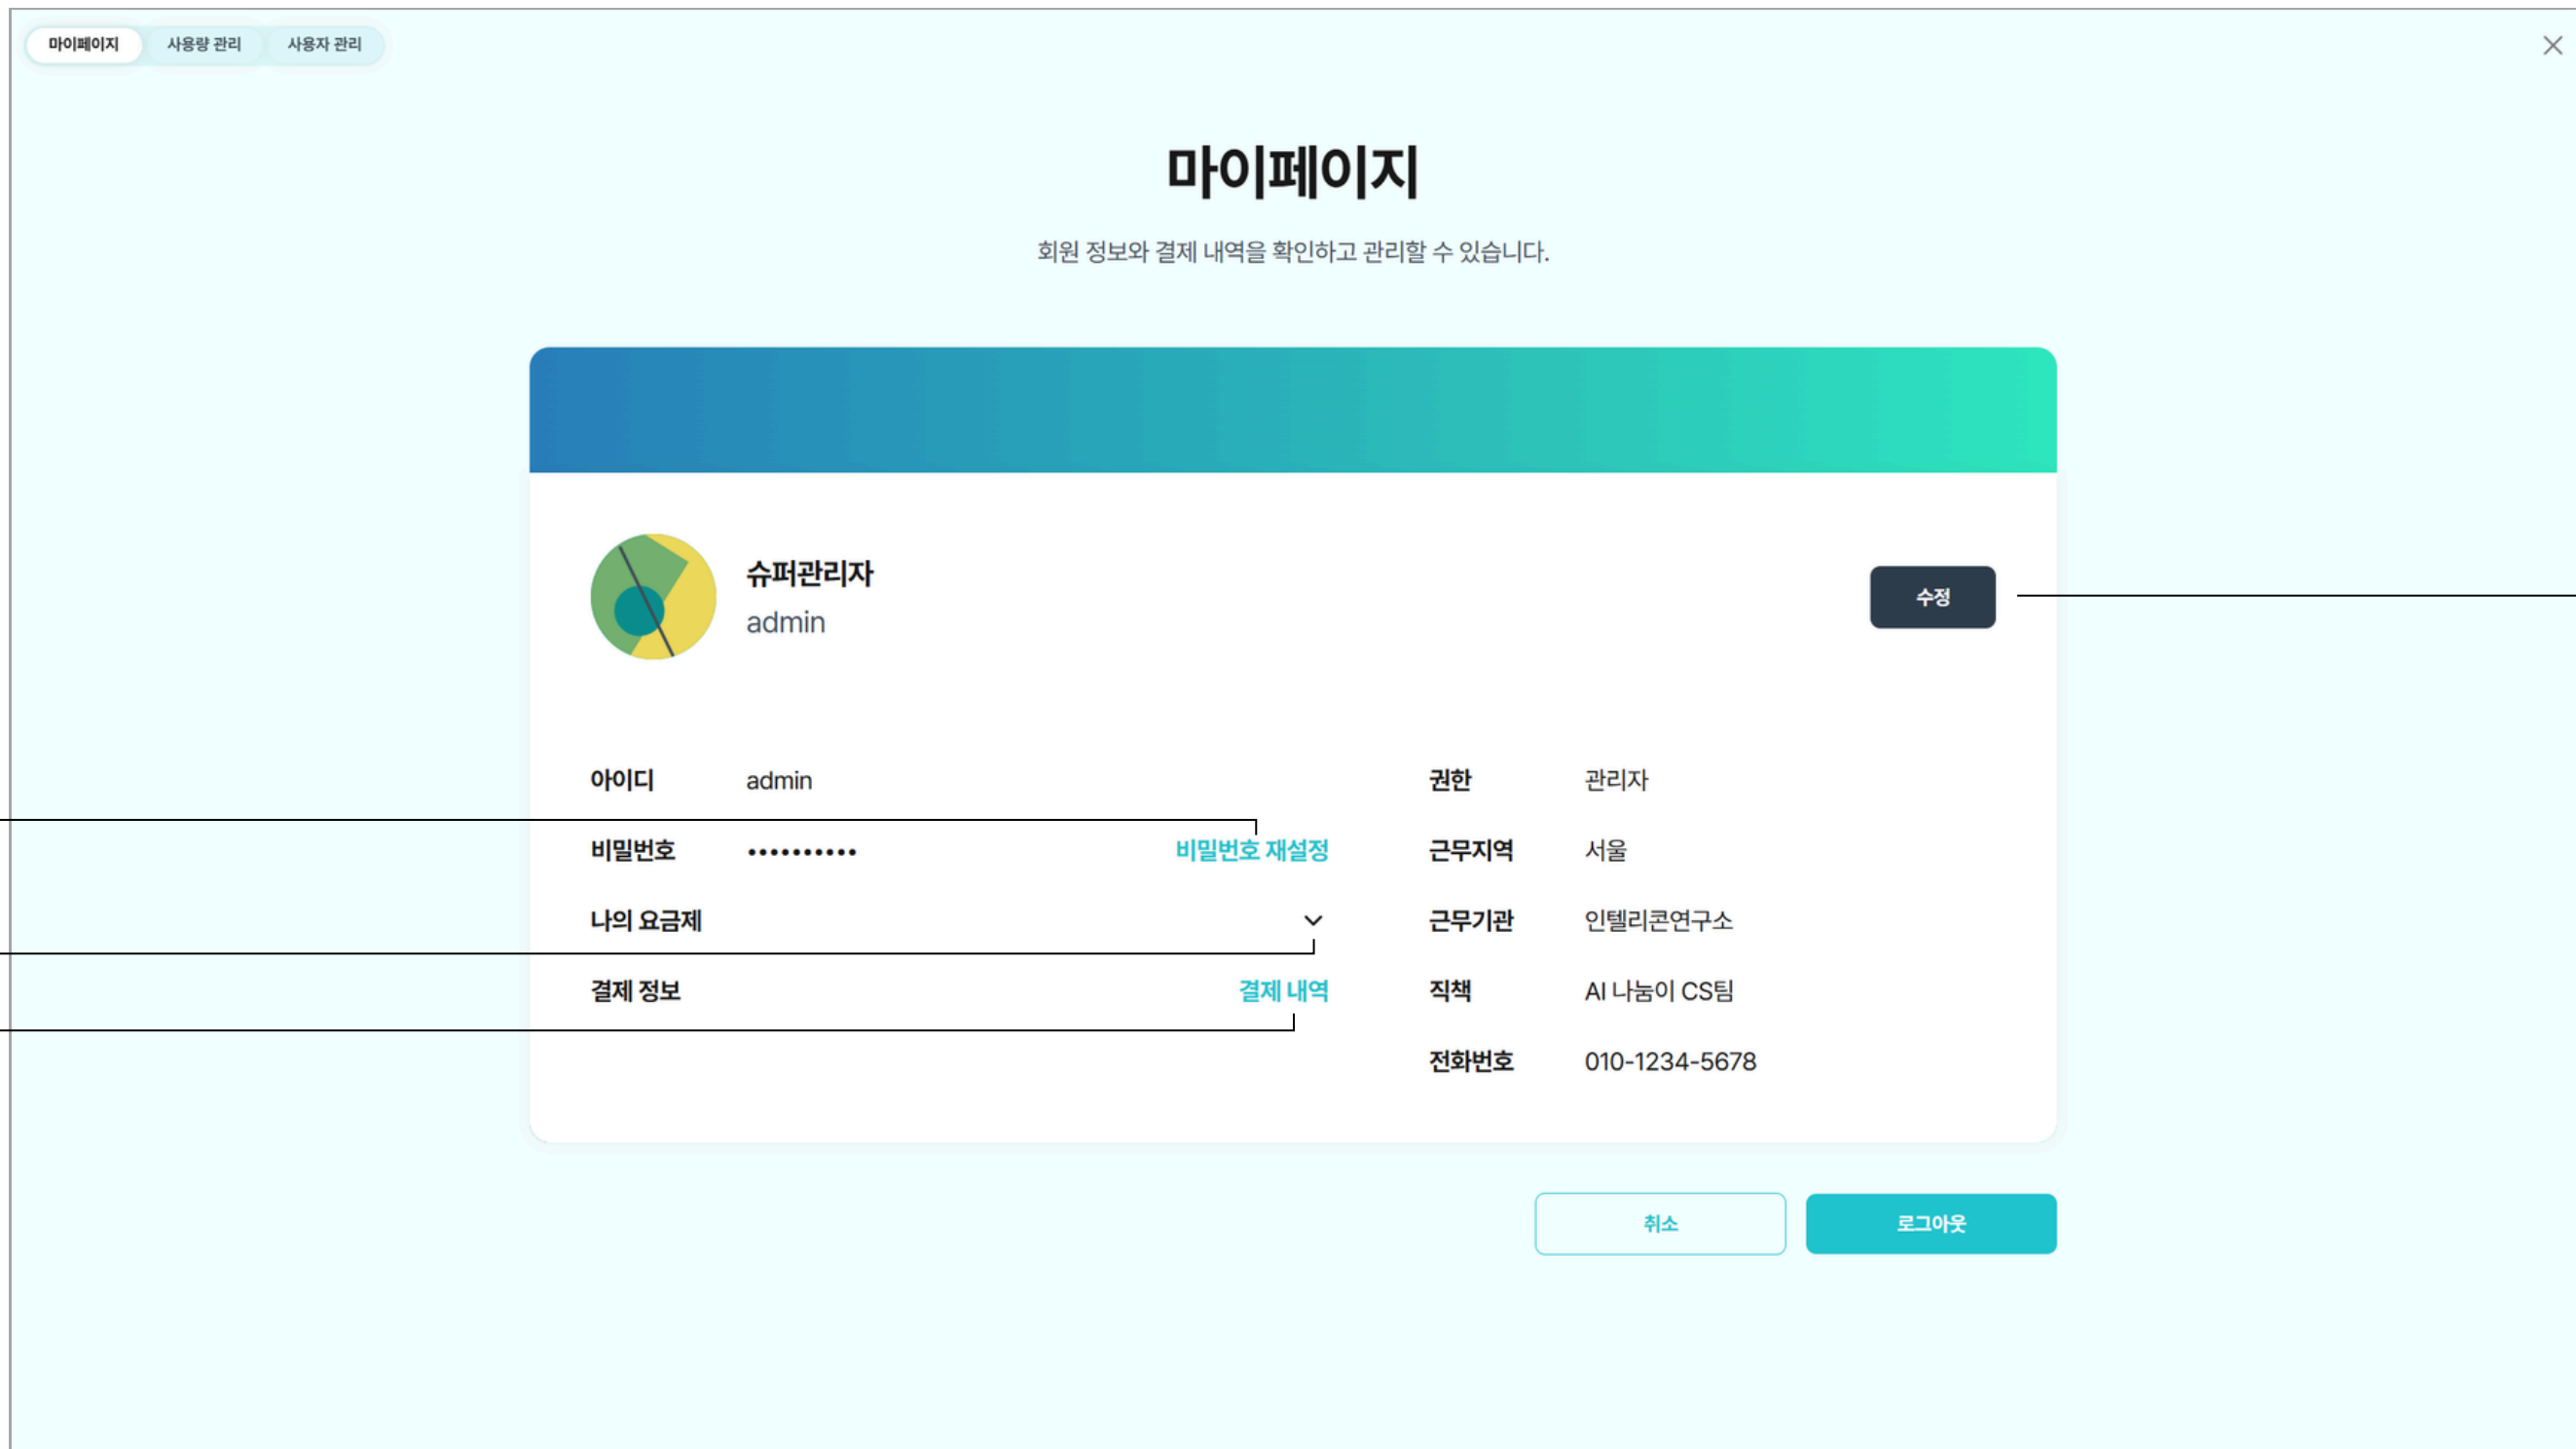 마이페이지 사용량 관리 사용자 관리
마이페이지
회원 정보와 결제 내역을 확인하고 관리할 수 있습니다.
슈퍼관리자
admin
수정
아이디 admin
비밀번호 •••••••••• 비밀번호 재설정
나의 요금제
결제 정보 결제 내역
권한 관리자
근무지역 서울
근무기관 인텔리콘연구소
직책 AI 나눔이 CS팀
전화번호 010-1234-5678
취소 로그아웃